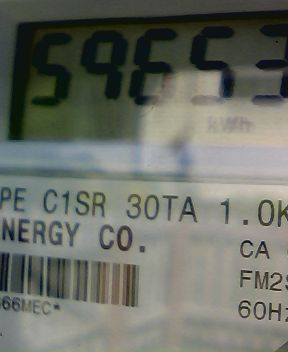 59653
kWh
PE C1SR 30TA 1.0K
NERGY CO.
CA
FM2S
66MEC*
60Hz